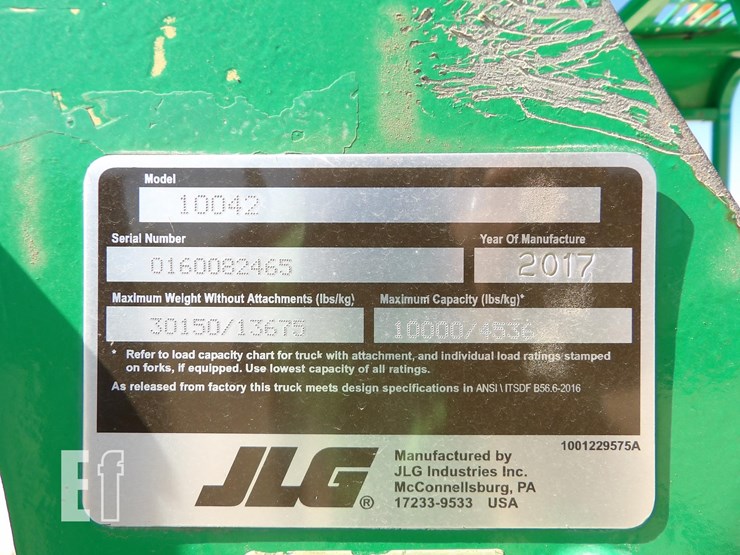 Model
10042
Serial Number
Year Of Manufacture
0160082465
2017
Maximum Weight Without Attachments (lbs/kg)
Maximum Capacity (lbs/kg)*
30150/13675
10000/4536
* Refer to load capacity chart for truck with attachment, and individual load ratings stamped
on forks, if equipped. Use lowest capacity of all ratings.
As released from factory this truck meets design specifications in ANSI \ ITSDF B56.6-2016
1001229575A
JLG®
Manufactured by
JLG Industries Inc.
McConnellsburg, PA
17233-9533 USA
Ef